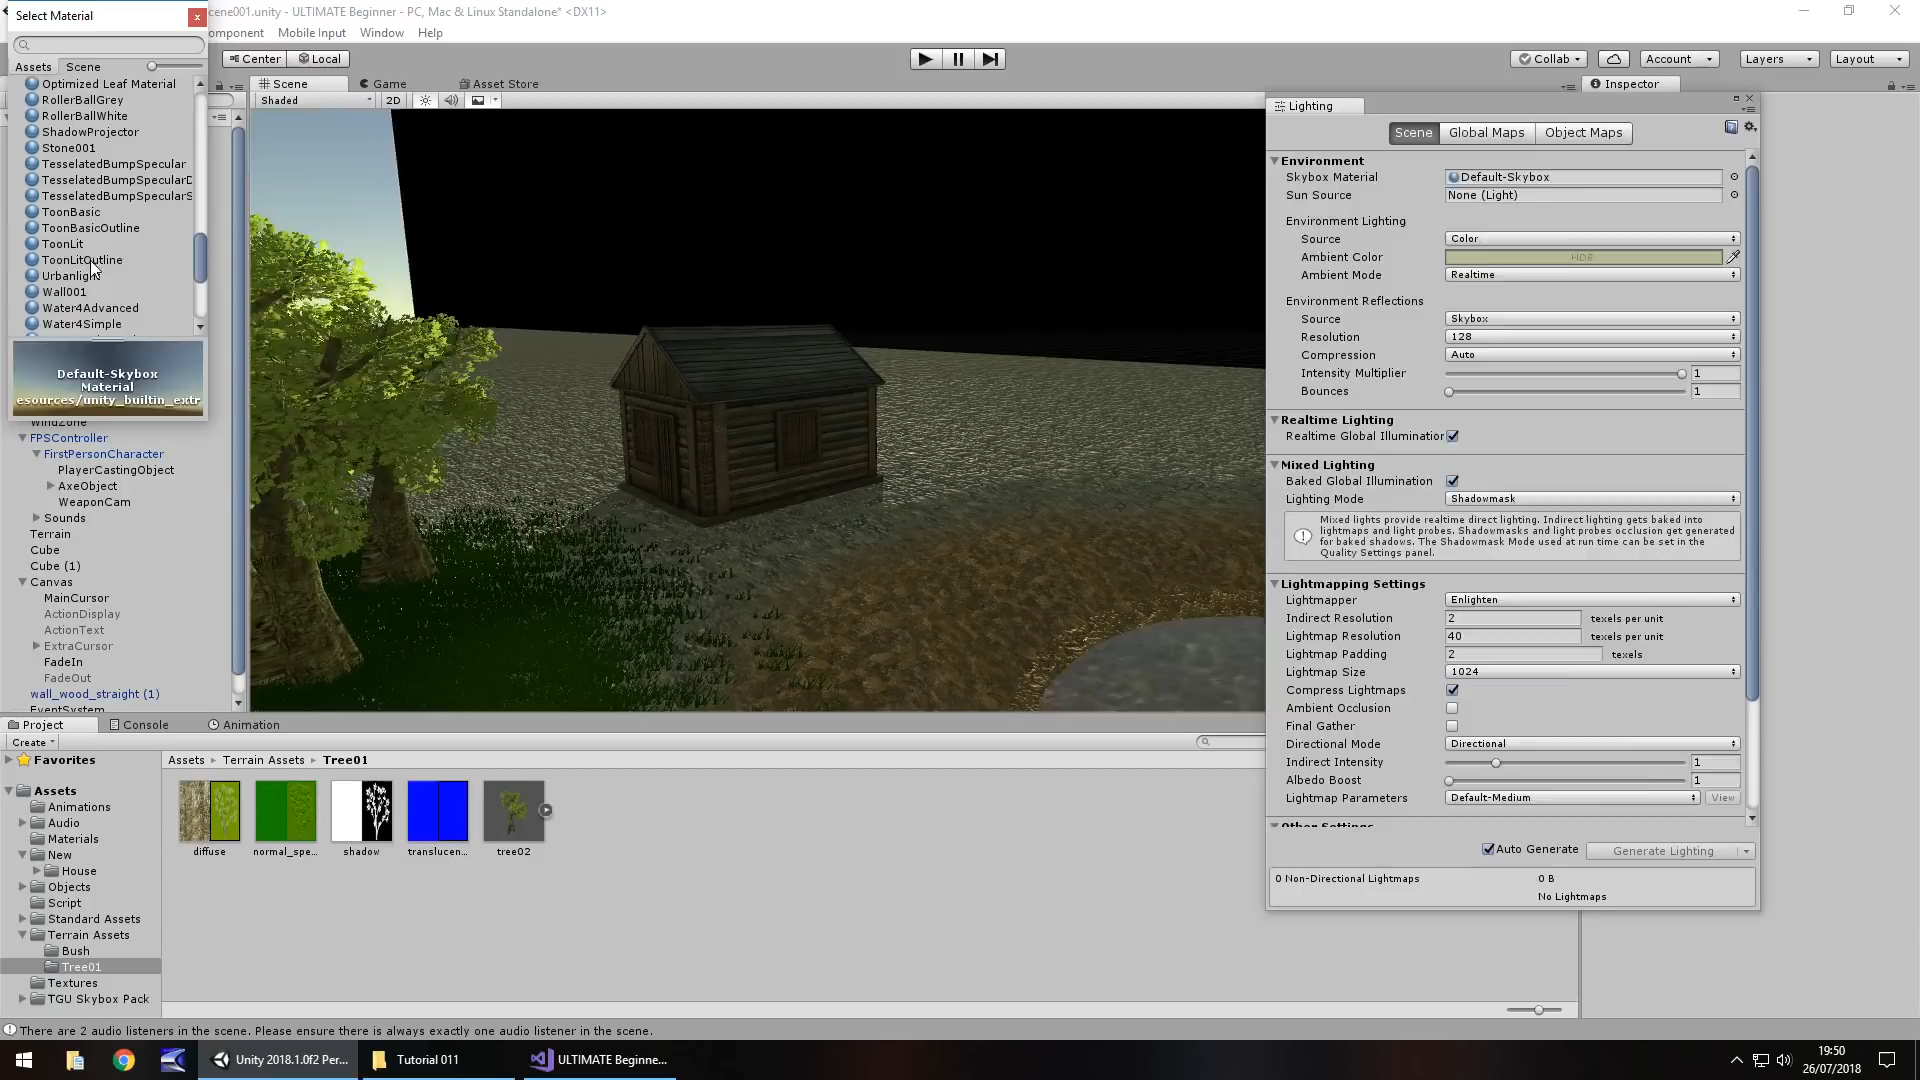 Select Material
x
cene001.unity - ULTIMATE Beginner - PC, Mac & Linux Standalone* <DX11>
omponent Mobile Input Window Help
Assets Scene
Center Local
Collab Account Layers Layout
Scene Game Asset Store
Shaded 2D
Inspector
Optimized Leaf Material
RollerBallGrey
RollerBallWhite
ShadowProjector
Stone001
TesselatedBumpSpecular
TesselatedBumpSpecularD
TesselatedBumpSpecularS
ToonBasic
ToonBasicOutline
ToonLit
ToonLitOutline
Urbanlight
Wall001
Water4Advanced
Water4Simple
Default-Skybox
Material
esources/unity_builtin_extr
WindZone
FPSController
FirstPersonCharacter
PlayerCastingObject
AxeObject
WeaponCam
Sounds
Terrain
Cube
Cube (1)
Canvas
MainCursor
ActionDisplay
ActionText
ExtraCursor
FadeIn
FadeOut
wall_wood_straight (1)
EventSystem
Lighting
Scene Global Maps Object Maps
Environment
Skybox Material Default-Skybox
Sun Source None (Light)
Environment Lighting
Source Color
Ambient Color HDR
Ambient Mode Realtime
Environment Reflections
Source Skybox
Resolution 128
Compression Auto
Intensity Multiplier 1
Bounces 1
Realtime Lighting
Realtime Global Illumination
Mixed Lighting
Baked Global Illumination
Lighting Mode Shadowmask
Mixed lights provide realtime direct lighting. Indirect lighting gets baked into
lightmaps and light probes. Shadowmasks and light probes occlusion get generated
for baked shadows. The Shadowmask Mode used at run time can be set in the
Quality Settings panel.
Lightmapping Settings
Lightmapper Enlighten
Indirect Resolution 2 texels per unit
Lightmap Resolution 40 texels per unit
Lightmap Padding 2 texels
Lightmap Size 1024
Compress Lightmaps
Ambient Occlusion
Final Gather
Directional Mode Directional
Indirect Intensity 1
Albedo Boost 1
Lightmap Parameters Default-Medium View
Other Settings
Auto Generate Generate Lighting
0 Non-Directional Lightmaps 0 B
No Lightmaps
Project Console Animation
Create
Favorites
Assets
Animations
Audio
Materials
New
House
Objects
Script
Standard Assets
Terrain Assets
Bush
Tree01
Textures
TGU Skybox Pack
Assets Terrain Assets Tree01
diffuse normal_spe... shadow translucen... tree02
There are 2 audio listeners in the scene. Please ensure there is always exactly one audio listener in the scene.
Unity 2018.1.0f2 Per... Tutorial 011 ULTIMATE Beginne...
19:50
26/07/2018